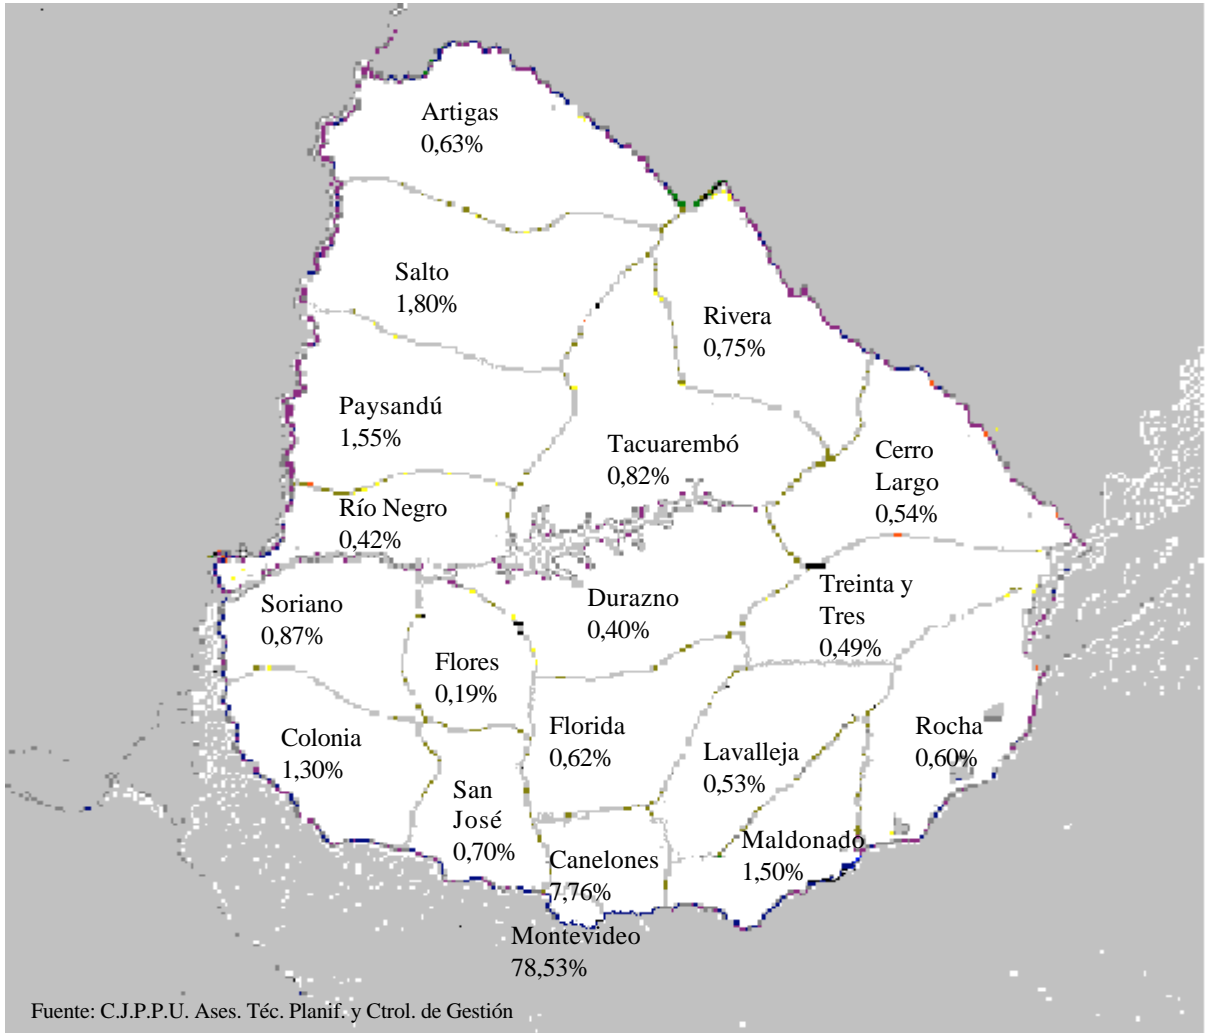 Artigas
0,63%
Salto
1,80%
Rivera
0,75%
Paysandú
1,55%
Tacuarembó
0,82%
Cerro
Largo
0,54%
Río Negro
0,42%
Treinta y
Tres
0,49%
Soriano
0,87%
Durazno
0,40%
Flores
0,19%
Colonia
1,30%
Florida
0,62%
Lavalleja
0,53%
Rocha
0,60%
San
José
0,70%
Canelones
7,76%
Maldonado
1,50%
Montevideo
78,53%
Fuente: C.J.P.P.U. Ases. Téc. Planif. y Ctrol. de Gestión